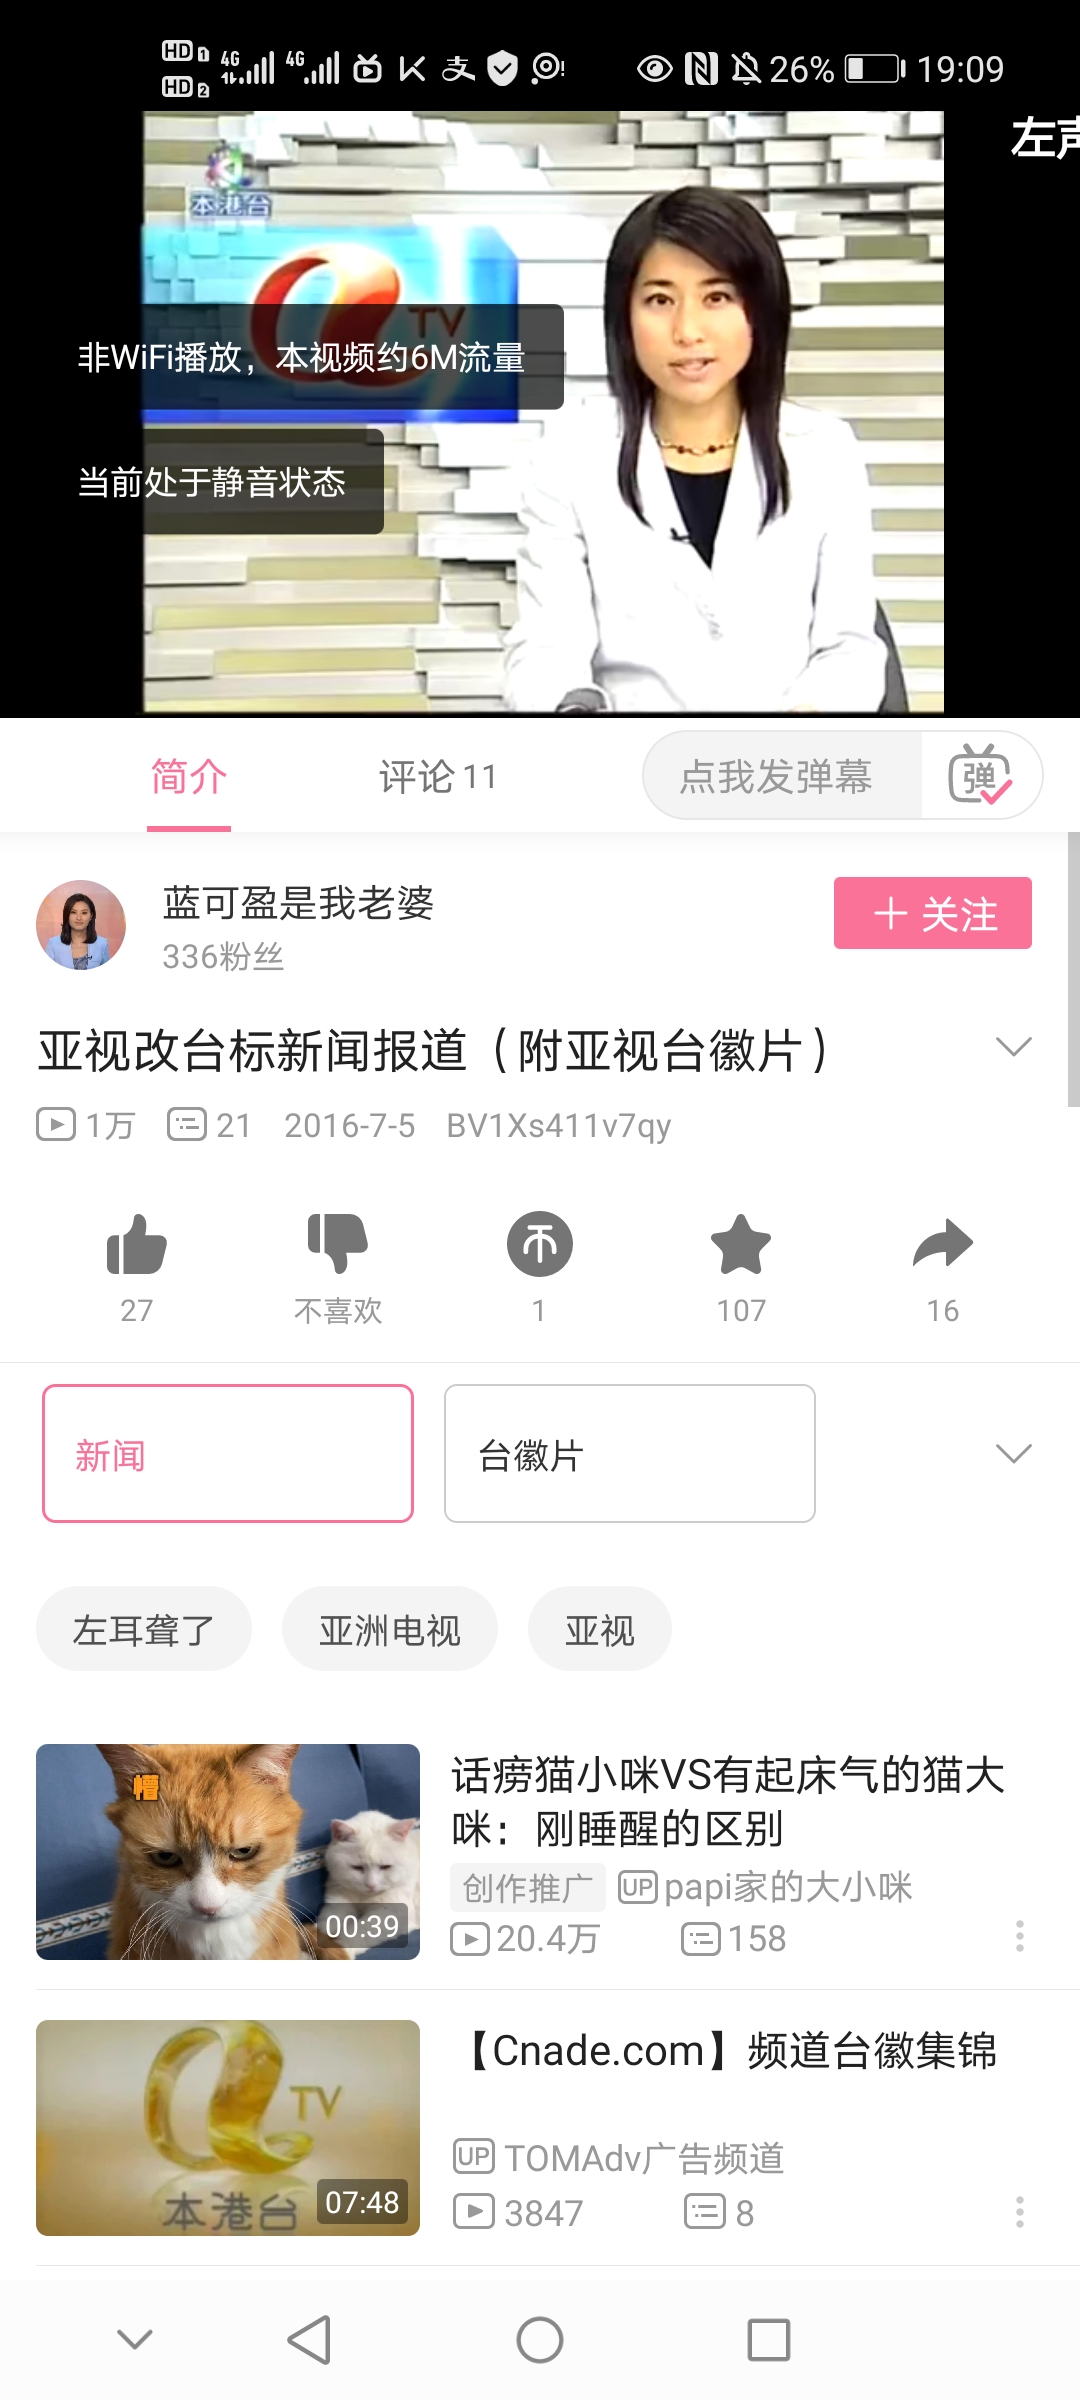 HD 1
HD 2
4G
4G
26%
19:09
左声
本港台
TV
非WiFi播放，本视频约6M流量
当前处于静音状态
简介
评论 11
点我发弹幕
弹
蓝可盈是我老婆
336粉丝
＋ 关注
亚视改台标新闻报道（附亚视台徽片）
1万
21
2016-7-5
BV1Xs411v7qy
27
不喜欢
1
107
16
新闻
台徽片
左耳聋了
亚洲电视
亚视
懵
00:39
话痨猫小咪VS有起床气的猫大
咪：刚睡醒的区别
创作推广
UP papi家的大小咪
20.4万
158
TV
本港台
07:48
【Cnade.com】频道台徽集锦
UP TOMAdv广告频道
3847
8